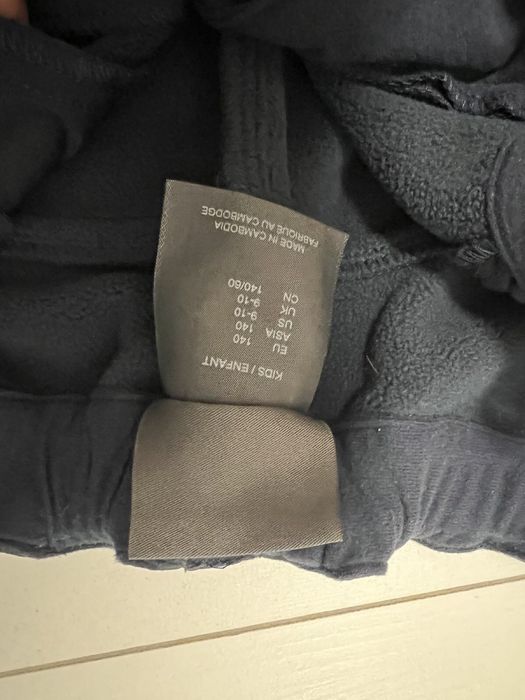 KIDS / ENFANT
EU 140
ASIA 140
US 9-10
UK 9-10
CN 140/60
MADE IN CAMBODIA
FABRIQUÉ AU CAMBODGE